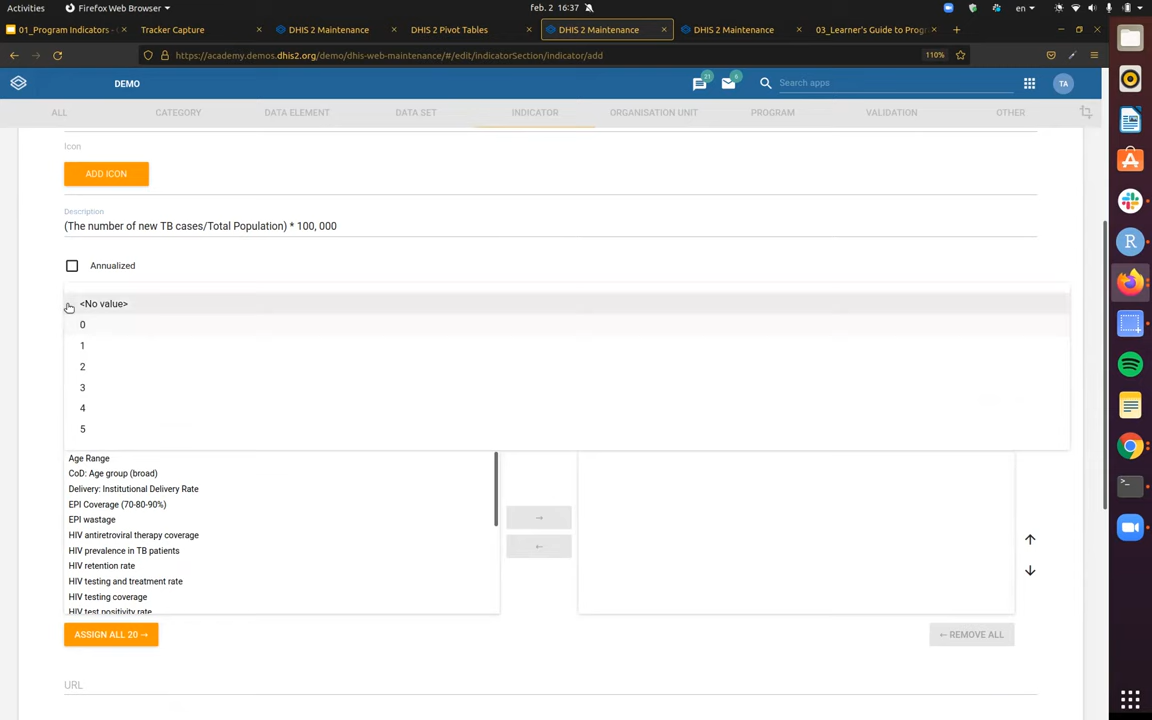 Activities
Firefox Web Browser
feb. 2 16:37
en
01_Program Indicators -
Tracker Capture
DHIS 2 Maintenance
DHIS 2 Pivot Tables
DHIS 2 Maintenance
DHIS 2 Maintenance
03_Learner's Guide to Prog
https://academy.demos.dhis2.org/demo/dhis-web-maintenance/#/edit/indicatorSection/indicator/add
110%
DEMO
21
6
Search apps
TA
ALL
CATEGORY
DATA ELEMENT
DATA SET
INDICATOR
ORGANISATION UNIT
PROGRAM
VALIDATION
OTHER
Icon
ADD ICON
Description
(The number of new TB cases/Total Population) * 100, 000
Annualized
<No value>
0
1
2
3
4
5
Age Range
CoD: Age group (broad)
Delivery: Institutional Delivery Rate
EPI Coverage (70-80-90%)
EPI wastage
HIV antiretroviral therapy coverage
HIV prevalence in TB patients
HIV retention rate
HIV testing and treatment rate
HIV testing coverage
HIV test positivity rate
→
←
ASSIGN ALL 20 →
← REMOVE ALL
URL